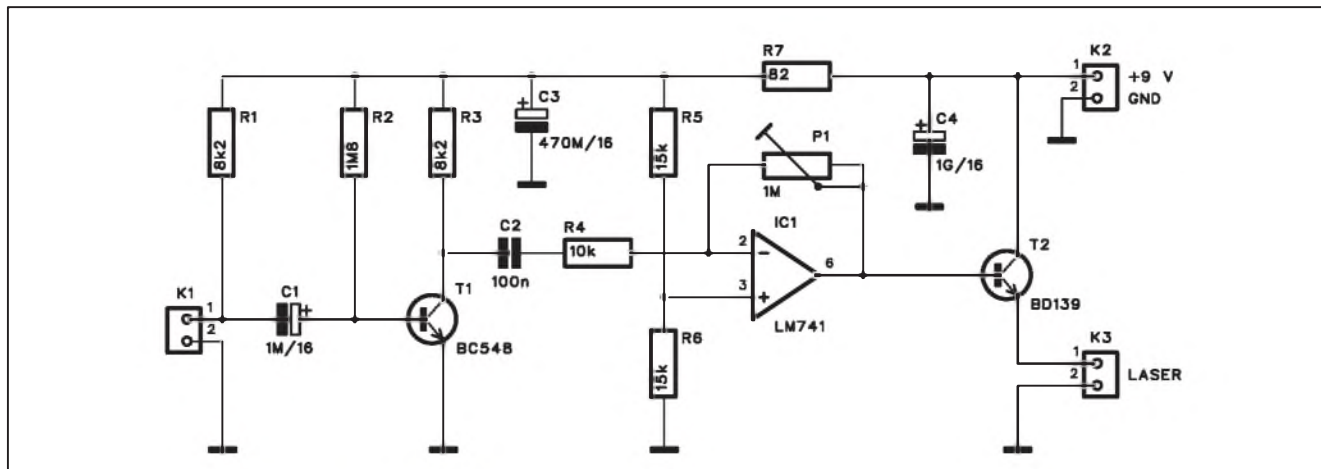 R7
82
K2
1
+9 V
2
GND
R1
8k2
R2
1M8
R3
8k2
C3
+
470M/16
R5
15k
P1
1M
C4
+
1G/16
C2
100n
R4
10k
IC1
2
-
6
3
+
LM741
T2
BD139
K1
1
2
C1
+
1M/16
T1
BC548
R6
15k
K3
1
2
LASER